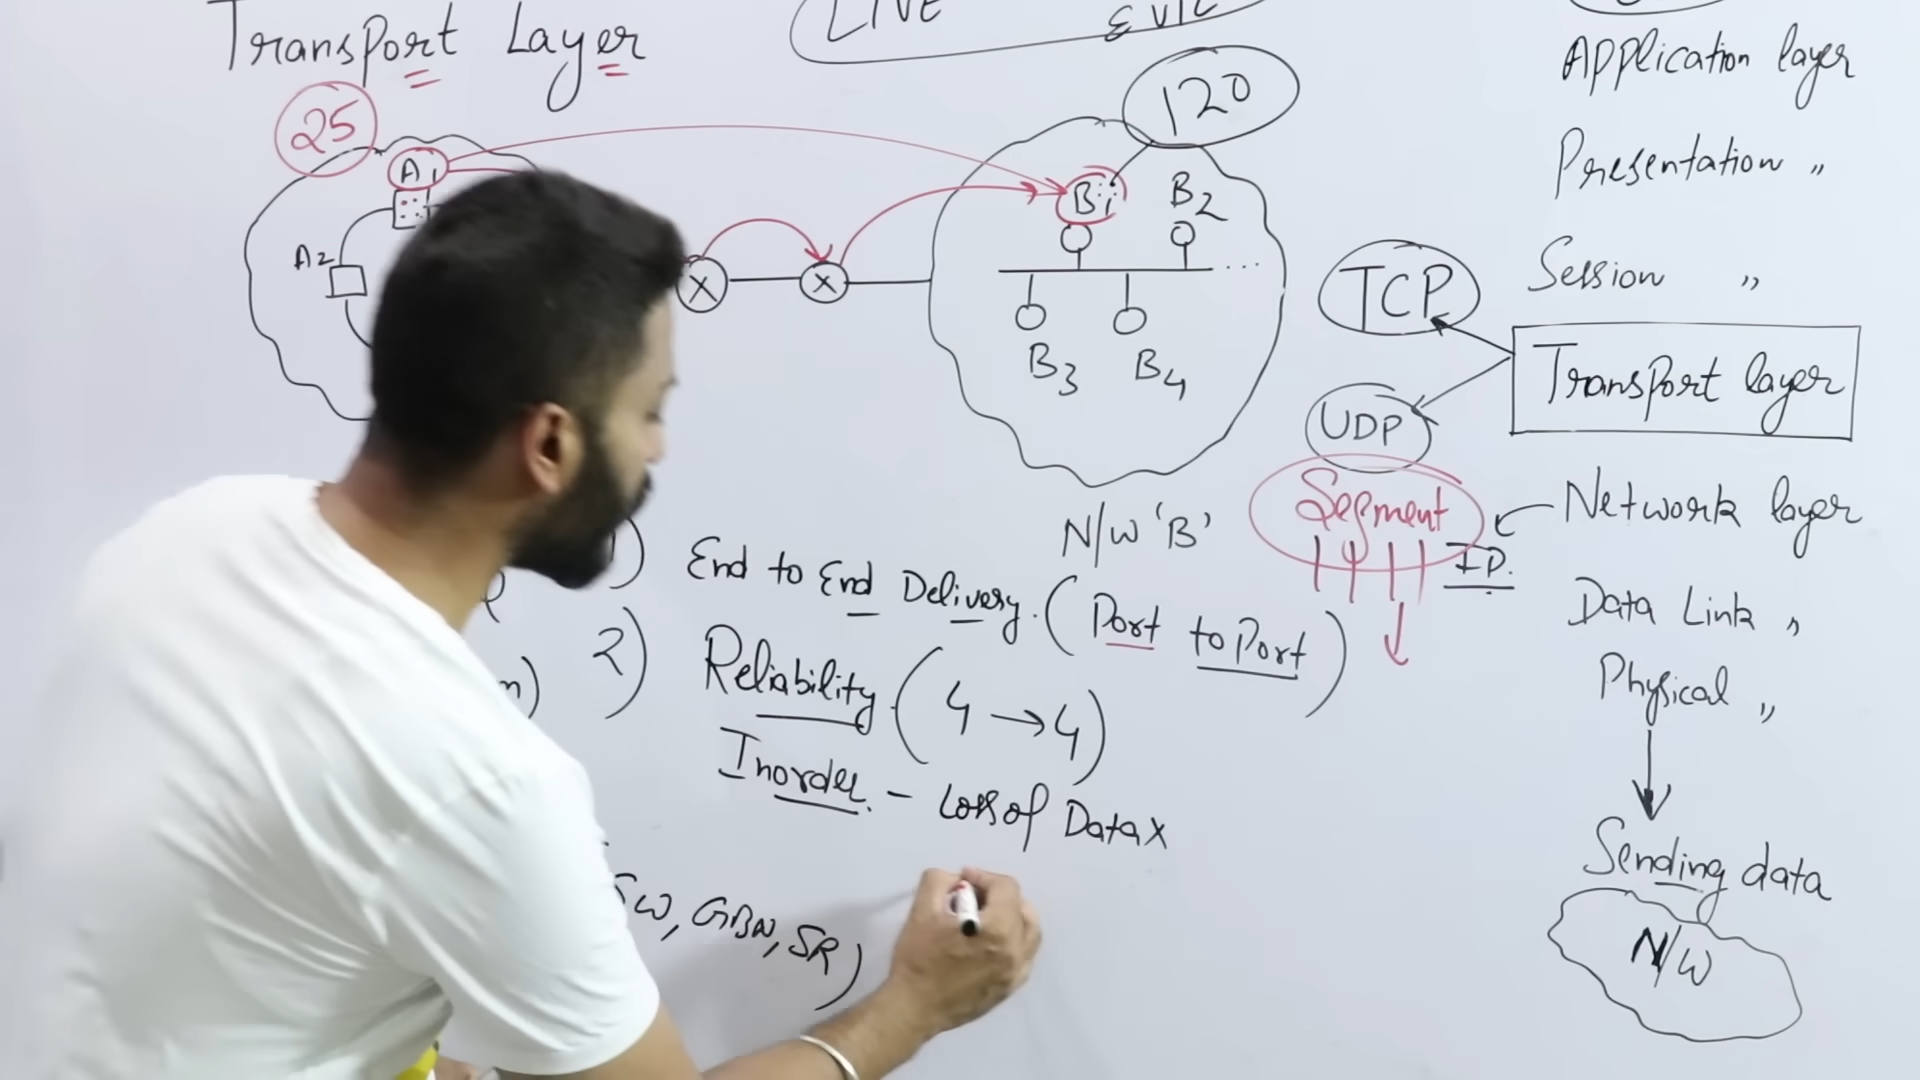 Transport Layer
LIVE
& VIL
25
120
A1
A2
X
X
B1
B2
B3
B4
N/W 'B'
TCP
UDP
Segment
I.P.
Application layer
Presentation "
Session "
Transport layer
Network layer
Data Link "
Physical "
Sending data
N/W
) End to End Delivery. (Port to Port)
2) Reliability. (4 → 4)
Inorder. - Loss of Data X
SW, GBN, SR)